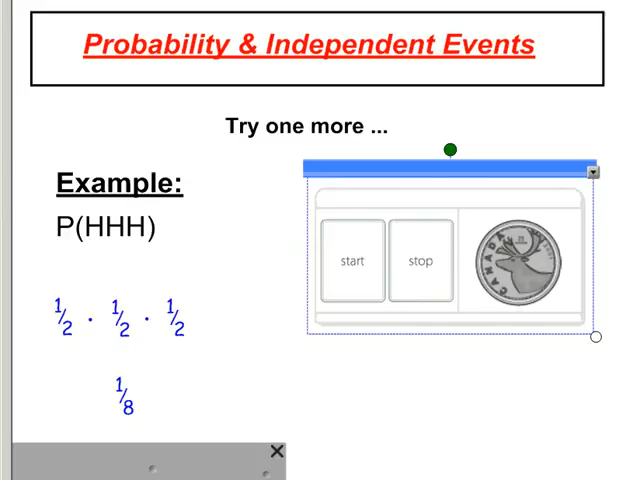 Probability & Independent Events
Try one more ...
Example:
P(HHH)
start stop
CANADA
1/2 · 1/2 · 1/2
1/8